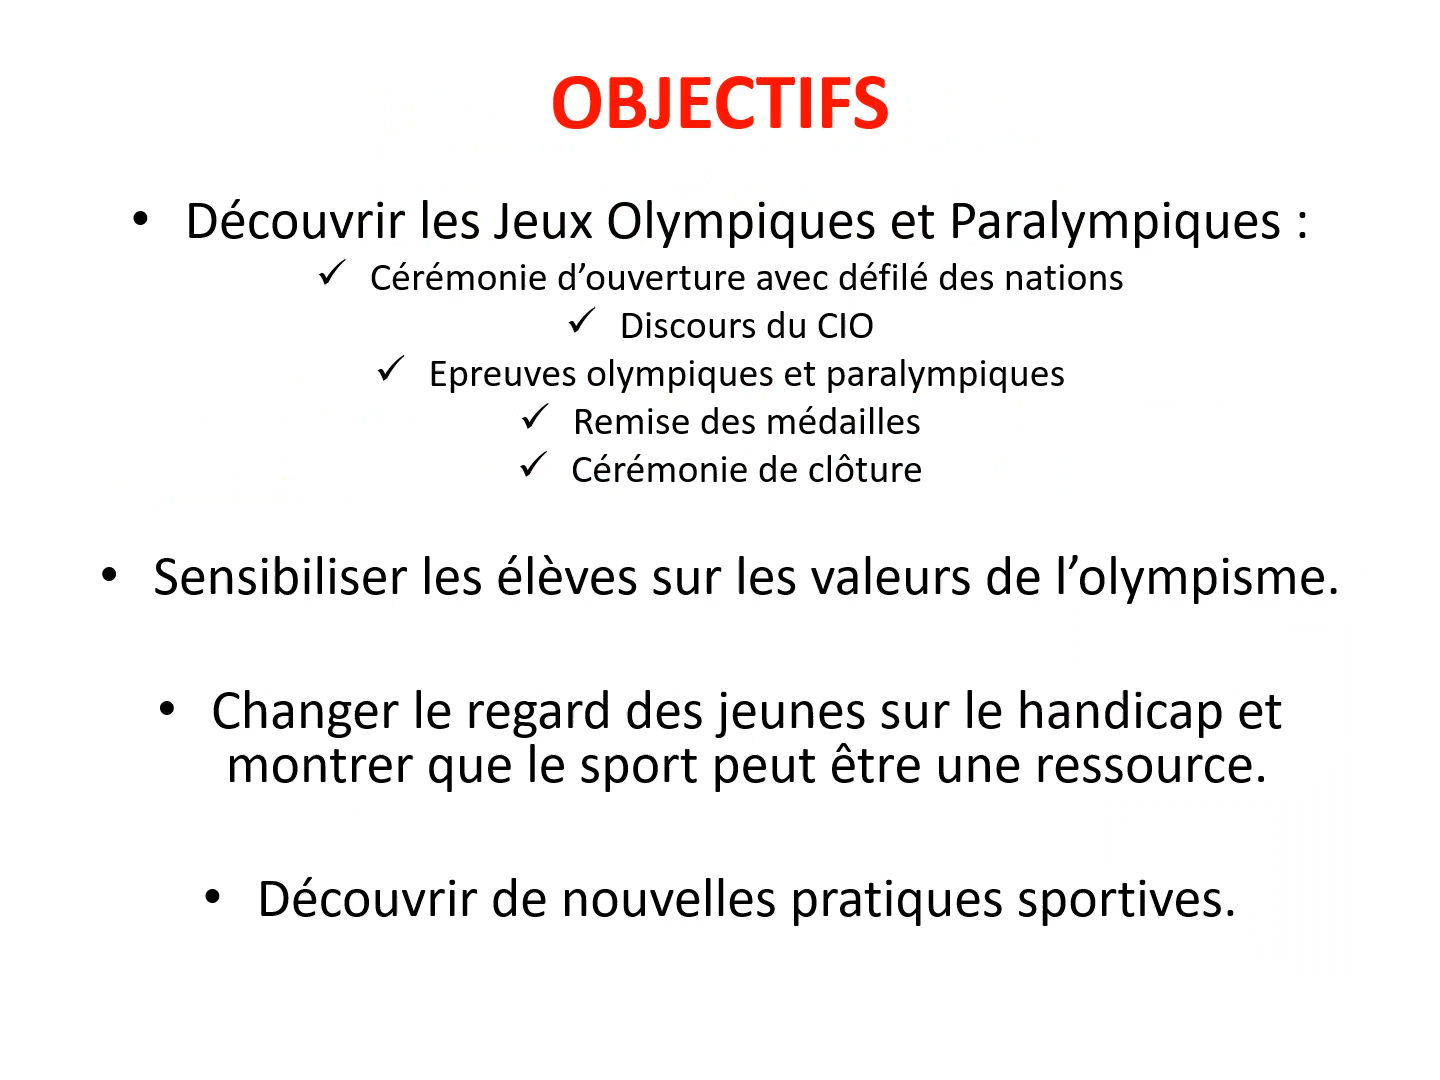 OBJECTIFS
• Découvrir les Jeux Olympiques et Paralympiques :
✓ Cérémonie d’ouverture avec défilé des nations
✓ Discours du CIO
✓ Epreuves olympiques et paralympiques
✓ Remise des médailles
✓ Cérémonie de clôture
• Sensibiliser les élèves sur les valeurs de l’olympisme.
• Changer le regard des jeunes sur le handicap et
montrer que le sport peut être une ressource.
• Découvrir de nouvelles pratiques sportives.